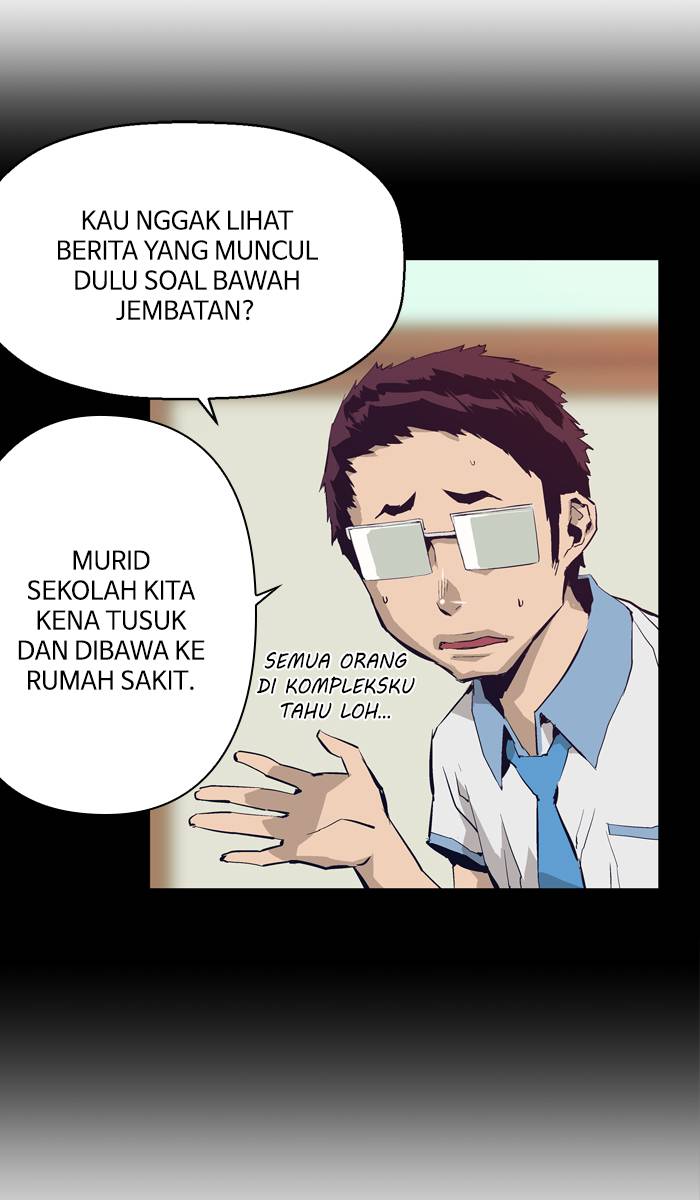 KAU NGGAK LIHAT
BERITA YANG MUNCUL
DULU SOAL BAWAH
JEMBATAN?
MURID
SEKOLAH KITA
KENA TUSUK
DAN DIBAWA KE
RUMAH SAKIT.
SEMUA ORANG
DI KOMPLEKSKU
TAHU LOH...